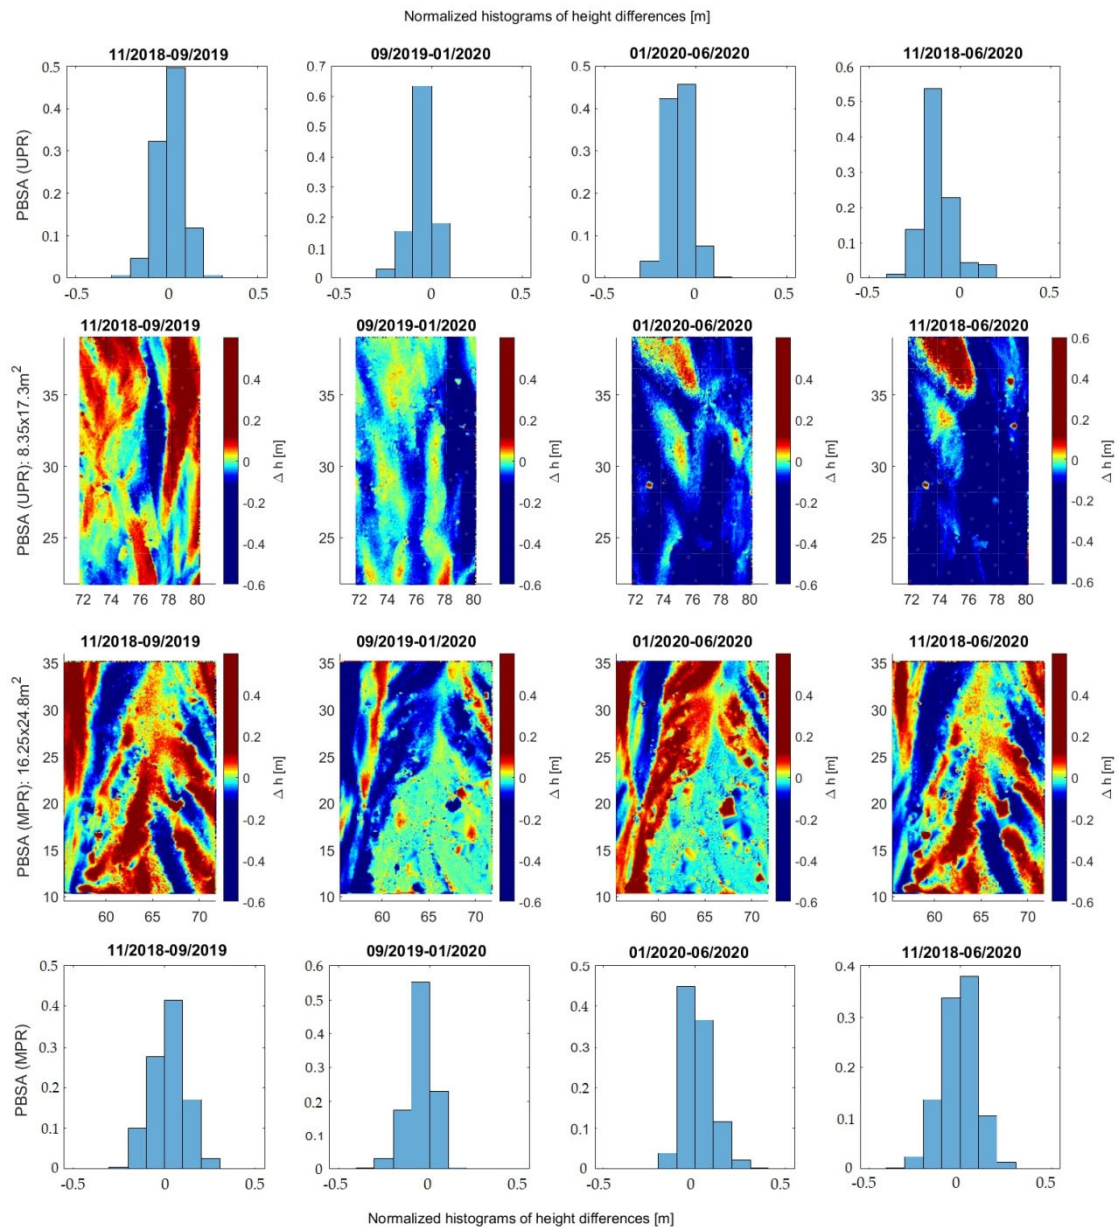 Normalized histograms of height differences [m]
11/2018-09/2019 09/2019-01/2020 01/2020-06/2020 11/2018-06/2020
PBSA (UPR)
0.5 0.4 0.3 0.2 0.1 0
-0.5 0 0.5
0.7 0.6 0.5 0.4 0.3 0.2 0.1 0
-0.5 0 0.5
0.5 0.4 0.3 0.2 0.1 0
-0.5 0 0.5
0.6 0.5 0.4 0.3 0.2 0.1 0
-0.5 0 0.5
11/2018-09/2019 09/2019-01/2020 01/2020-06/2020 11/2018-06/2020
PBSA (UPR): 8.35x17.3m²
35 30 25
72 74 76 78 80
0.4 0.2 0 -0.2 -0.4 -0.6
Δ h [m]
35 30 25
72 74 76 78 80
0.4 0.2 0 -0.2 -0.4 -0.6
Δ h [m]
35 30 25
72 74 76 78 80
0.4 0.2 0 -0.2 -0.4 -0.6
Δ h [m]
35 30 25
72 74 76 78 80
0.6 0.4 0.2 0 -0.2 -0.4 -0.6
Δ h [m]
11/2018-09/2019 09/2019-01/2020 01/2020-06/2020 11/2018-06/2020
PBSA (MPR): 16.25x24.8m²
35 30 25 20 15 10
60 65 70
0.4 0.2 0 -0.2 -0.4 -0.6
Δ h [m]
35 30 25 20 15 10
60 65 70
0.4 0.2 0 -0.2 -0.4 -0.6
Δ h [m]
35 30 25 20 15 10
60 65 70
0.4 0.2 0 -0.2 -0.4 -0.6
Δ h [m]
35 30 25 20 15 10
60 65 70
0.4 0.2 0 -0.2 -0.4 -0.6
Δ h [m]
11/2018-09/2019 09/2019-01/2020 01/2020-06/2020 11/2018-06/2020
PBSA (MPR)
0.5 0.4 0.3 0.2 0.1 0
-0.5 0 0.5
0.6 0.5 0.4 0.3 0.2 0.1 0
-0.5 0 0.5
0.5 0.4 0.3 0.2 0.1 0
-0.5 0 0.5
0.4 0.3 0.2 0.1 0
-0.5 0 0.5
Normalized histograms of height differences [m]